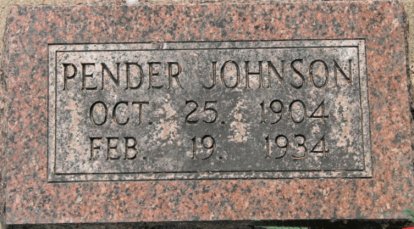 PENDER JOHNSON
OCT. 25. 1904
FEB. 19. 1934